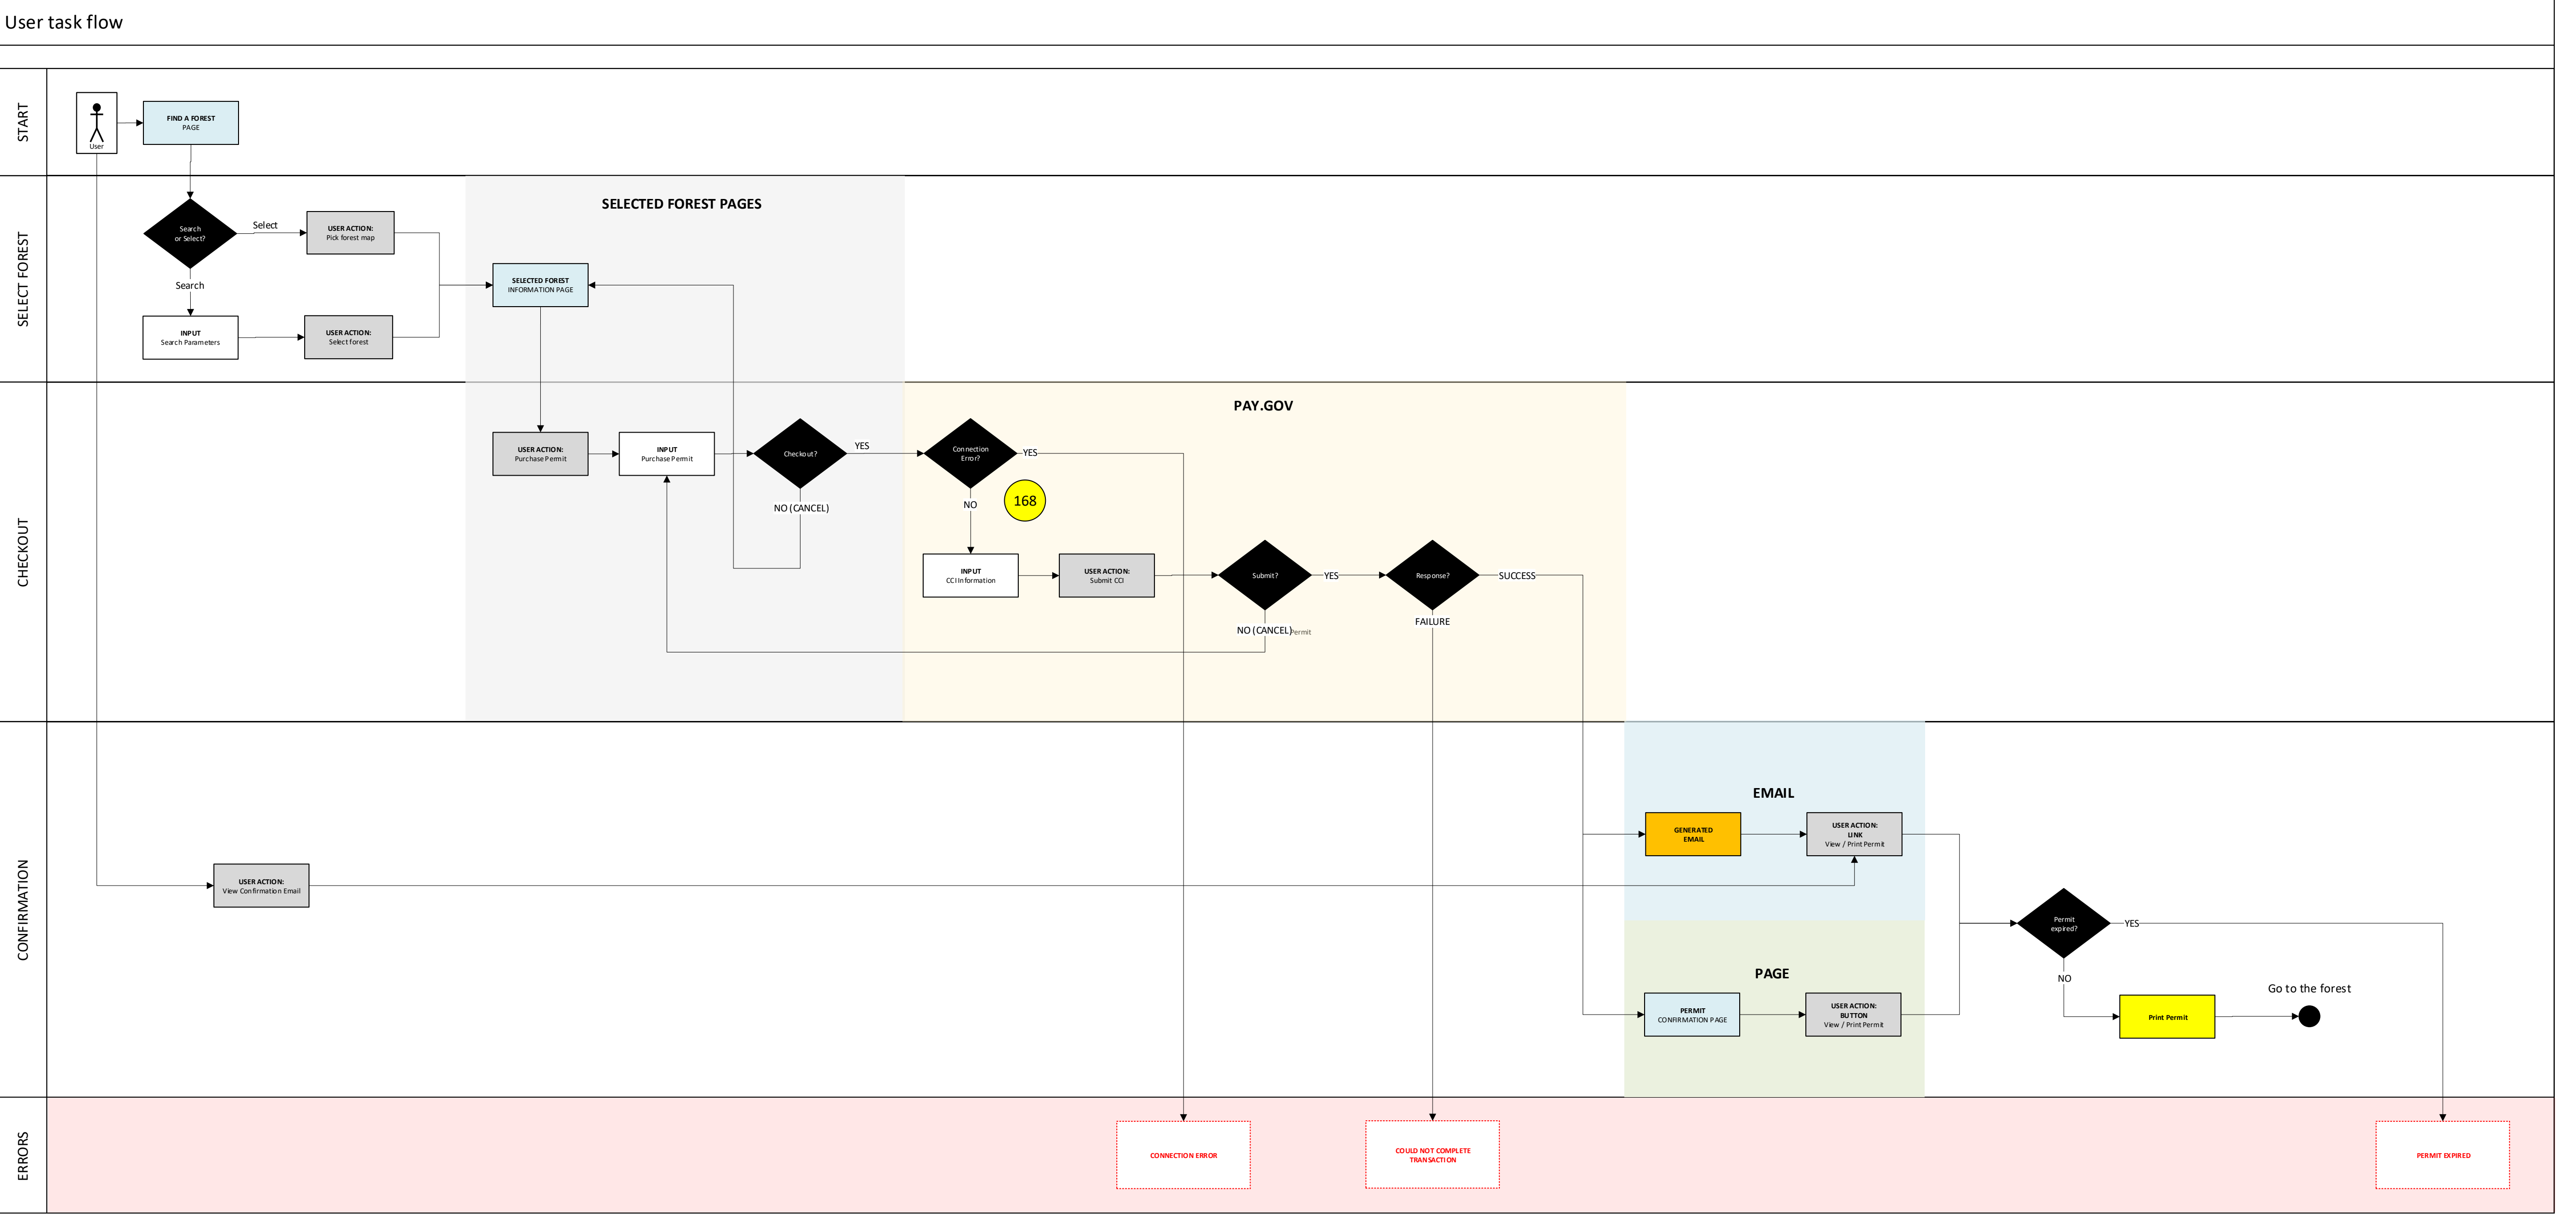 User task flow
START
User
FIND A FOREST
PAGE
SELECT FOREST
Search
or Select?
Select
USER ACTION:
Pick forest map
Search
INPUT
Search Parameters
USER ACTION:
Select forest
SELECTED FOREST PAGES
SELECTED FOREST
INFORMATION PAGE
CHECKOUT
USER ACTION:
Purchase Permit
INPUT
Purchase Permit
Checkout?
YES
NO (CANCEL)
PAY.GOV
Connection
Error?
YES
NO
168
INPUT
CCI Information
USER ACTION:
Submit CCI
Submit?
YES
NO (CANCEL)
Permit
Response?
SUCCESS
FAILURE
CONFIRMATION
USER ACTION:
View Confirmation Email
EMAIL
GENERATED
EMAIL
USER ACTION:
LINK
View / Print Permit
PAGE
PERMIT
CONFIRMATION PAGE
USER ACTION:
BUTTON
View / Print Permit
Permit
expired?
YES
NO
Print Permit
Go to the forest
ERRORS
CONNECTION ERROR
COULD NOT COMPLETE
TRANSACTION
PERMIT EXPIRED